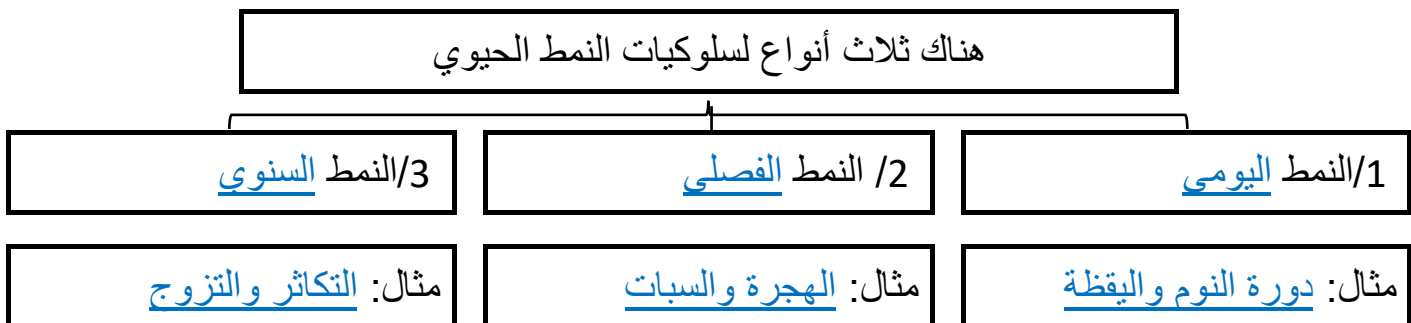 هناك ثلاث أنواع لسلوكيات النمط الحيوي
1/النمط اليومي
2/ النمط الفصلي
3/النمط السنوي
مثال: دورة النوم واليقظة
مثال: الهجرة والسبات
مثال: التكاثر والتزوج